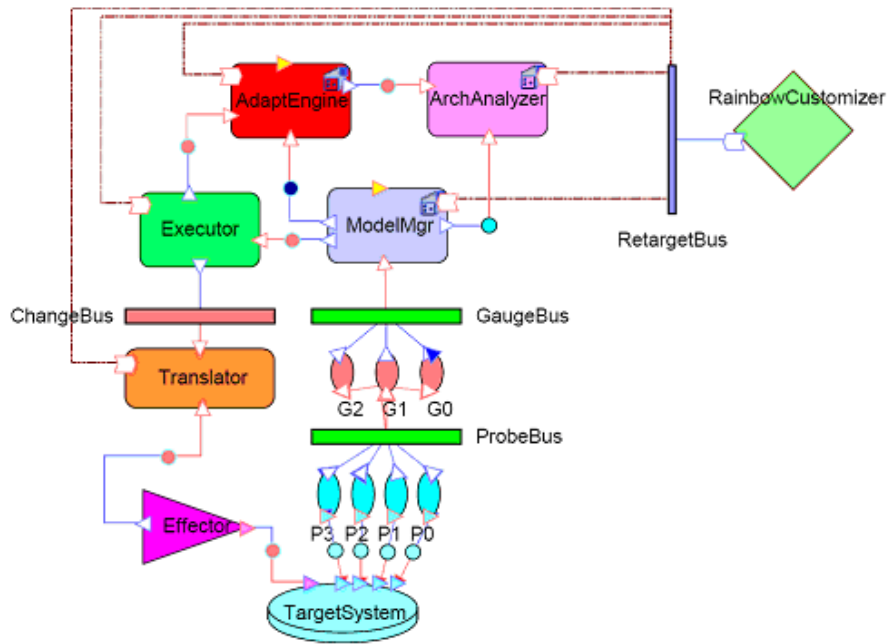 RainbowCustomizer
AdaptEngine
ArchAnalyzer
Executor
ModelMgr
RetargetBus
ChangeBus
GaugeBus
Translator
G2 G1 G0
ProbeBus
Effector
P3 P2 P1 P0
TargetSystem